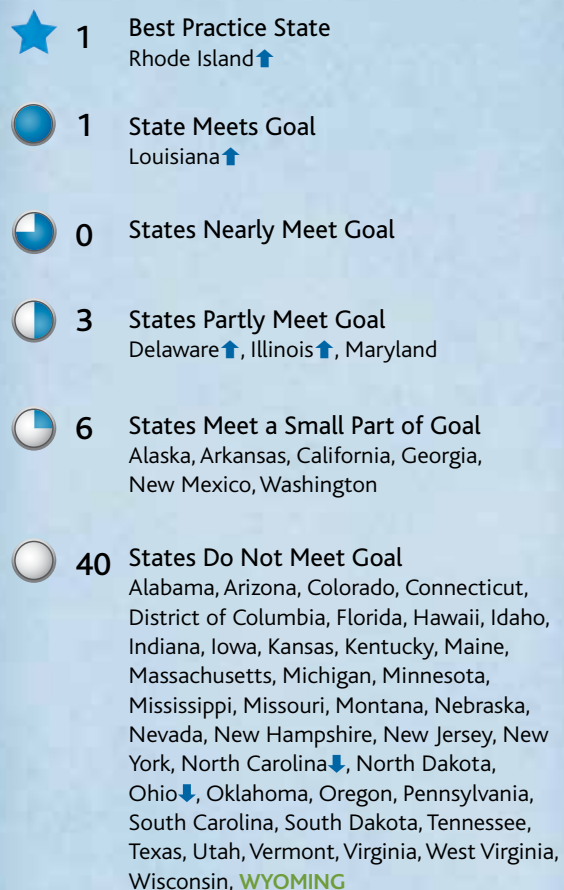 1 Best Practice State
Rhode Island⬆
1 State Meets Goal
Louisiana⬆
0 States Nearly Meet Goal
3 States Partly Meet Goal
Delaware⬆, Illinois⬆, Maryland
6 States Meet a Small Part of Goal
Alaska, Arkansas, California, Georgia,
New Mexico, Washington
40 States Do Not Meet Goal
Alabama, Arizona, Colorado, Connecticut,
District of Columbia, Florida, Hawaii, Idaho,
Indiana, Iowa, Kansas, Kentucky, Maine,
Massachusetts, Michigan, Minnesota,
Mississippi, Missouri, Montana, Nebraska,
Nevada, New Hampshire, New Jersey, New
York, North Carolina⬇, North Dakota,
Ohio⬇, Oklahoma, Oregon, Pennsylvania,
South Carolina, South Dakota, Tennessee,
Texas, Utah, Vermont, Virginia, West Virginia,
Wisconsin, WYOMING